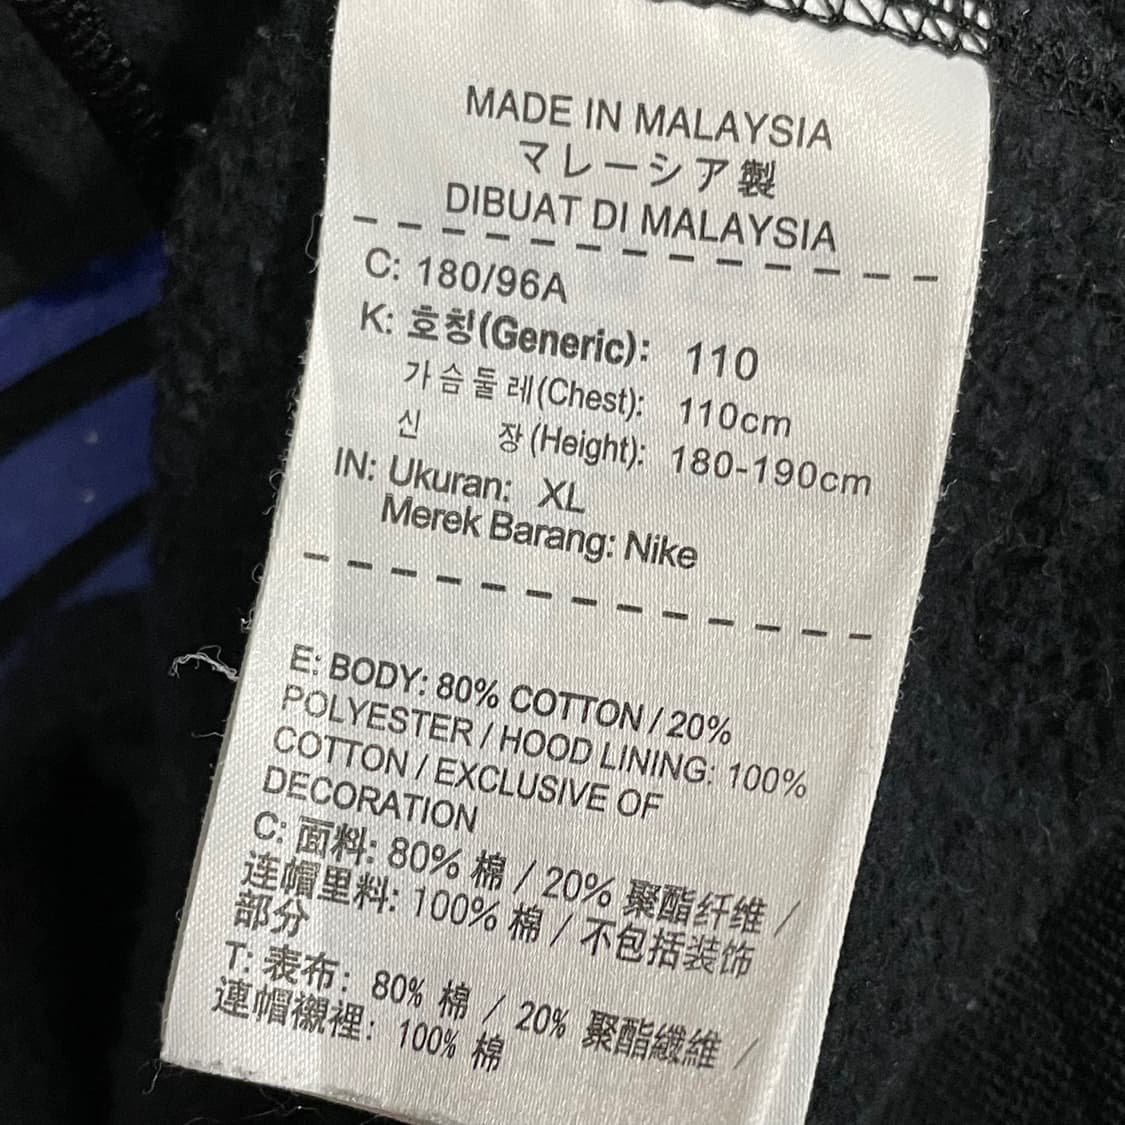 MADE IN MALAYSIA
マレーシア製
DIBUAT DI MALAYSIA
C: 180/96A
K: 호칭(Generic): 110
가슴둘레(Chest): 110cm
신 장(Height): 180-190cm
IN: Ukuran: XL
Merek Barang: Nike
E: BODY: 80% COTTON / 20%
POLYESTER / HOOD LINING: 100%
COTTON / EXCLUSIVE OF
DECORATION
C: 面料: 80% 棉 / 20% 聚酯纤维 /
连帽里料: 100% 棉 / 不包括装饰
部分
T: 表布: 80% 棉 / 20% 聚酯纖維 /
連帽襯裡: 100% 棉